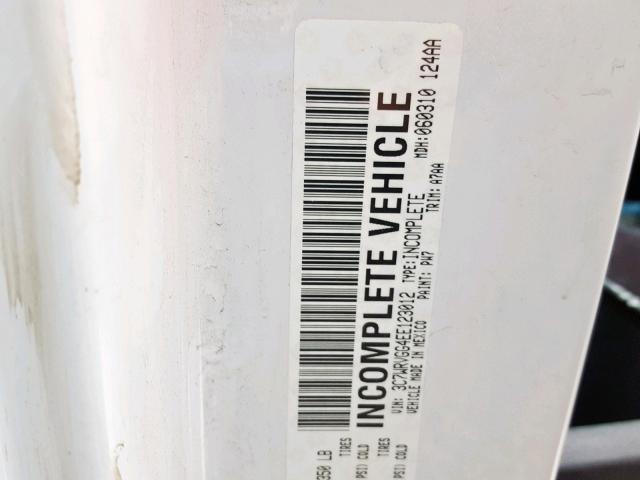 350 LB
TIRES
TIRES
PSI) COLD
PSI) COLD
INCOMPLETE VEHICLE
VIN: 3C7WRVGG4EE123012 TYPE:INCOMPLETE MDH:060310 124AA
VEHICLE MADE IN MEXICO PAINT: PW7 TRIM: A7AA